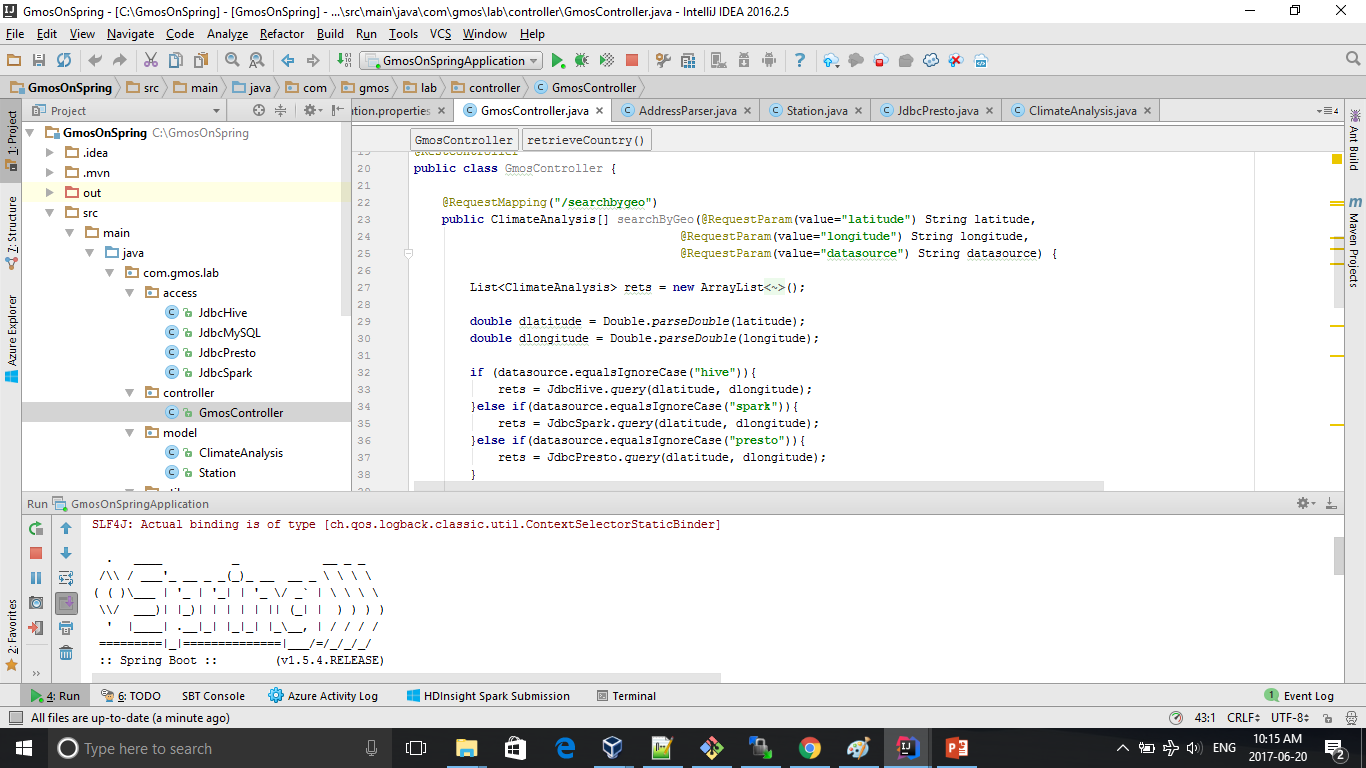 GmosOnSpring - [C:\GmosOnSpring] - [GmosOnSpring] - ...\src\main\java\com\gmos\lab\controller\GmosController.java - IntelliJ IDEA 2016.2.5
File Edit View Navigate Code Analyze Refactor Build Run Tools VCS Window Help
GmosOnSpringApplication
GmosOnSpring src main java com gmos lab controller GmosController
Project
tion.properties GmosController.java AddressParser.java Station.java JdbcPresto.java ClimateAnalysis.java
4
1: Project
7: Structure
Azure Explorer
2: Favorites
GmosOnSpring C:\GmosOnSpring
.idea
.mvn
out
src
main
java
com.gmos.lab
access
JdbcHive
JdbcMySQL
JdbcPresto
JdbcSpark
controller
GmosController
model
ClimateAnalysis
Station
GmosController retrieveCountry()
19 @RestController
20 public class GmosController {
21
22 @RequestMapping("/searchbygeo")
23 public ClimateAnalysis[] searchByGeo(@RequestParam(value="latitude") String latitude,
24 @RequestParam(value="longitude") String longitude,
25 @RequestParam(value="datasource") String datasource) {
26
27 List<ClimateAnalysis> rets = new ArrayList<~>();
28
29 double dlatitude = Double.parseDouble(latitude);
30 double dlongitude = Double.parseDouble(longitude);
31
32 if (datasource.equalsIgnoreCase("hive")){
33 rets = JdbcHive.query(dlatitude, dlongitude);
34 }else if(datasource.equalsIgnoreCase("spark")){
35 rets = JdbcSpark.query(dlatitude, dlongitude);
36 }else if(datasource.equalsIgnoreCase("presto")){
37 rets = JdbcPresto.query(dlatitude, dlongitude);
38 }
Ant Build
Maven Projects
Run GmosOnSpringApplication
SLF4J: Actual binding is of type [ch.qos.logback.classic.util.ContextSelectorStaticBinder]
  .   ____          _            __ _ _
 /\\ / ___'_ __ _ _(_)_ __  __ _ \ \ \ \
( ( )\___ | '_ | '_| | '_ \/ _` | \ \ \ \
 \\/  ___)| |_)| | | | | || (_| |  ) ) ) )
  '  |____| .__|_| |_|_| |_\__, | / / / /
 =========|_|==============|___/=/_/_/_/
:: Spring Boot :: (v1.5.4.RELEASE)
4: Run 6: TODO SBT Console Azure Activity Log HDInsight Spark Submission Terminal 1 Event Log
All files are up-to-date (a minute ago) 43:1 CRLF UTF-8
Type here to search
ENG
10:15 AM
2017-06-20
2